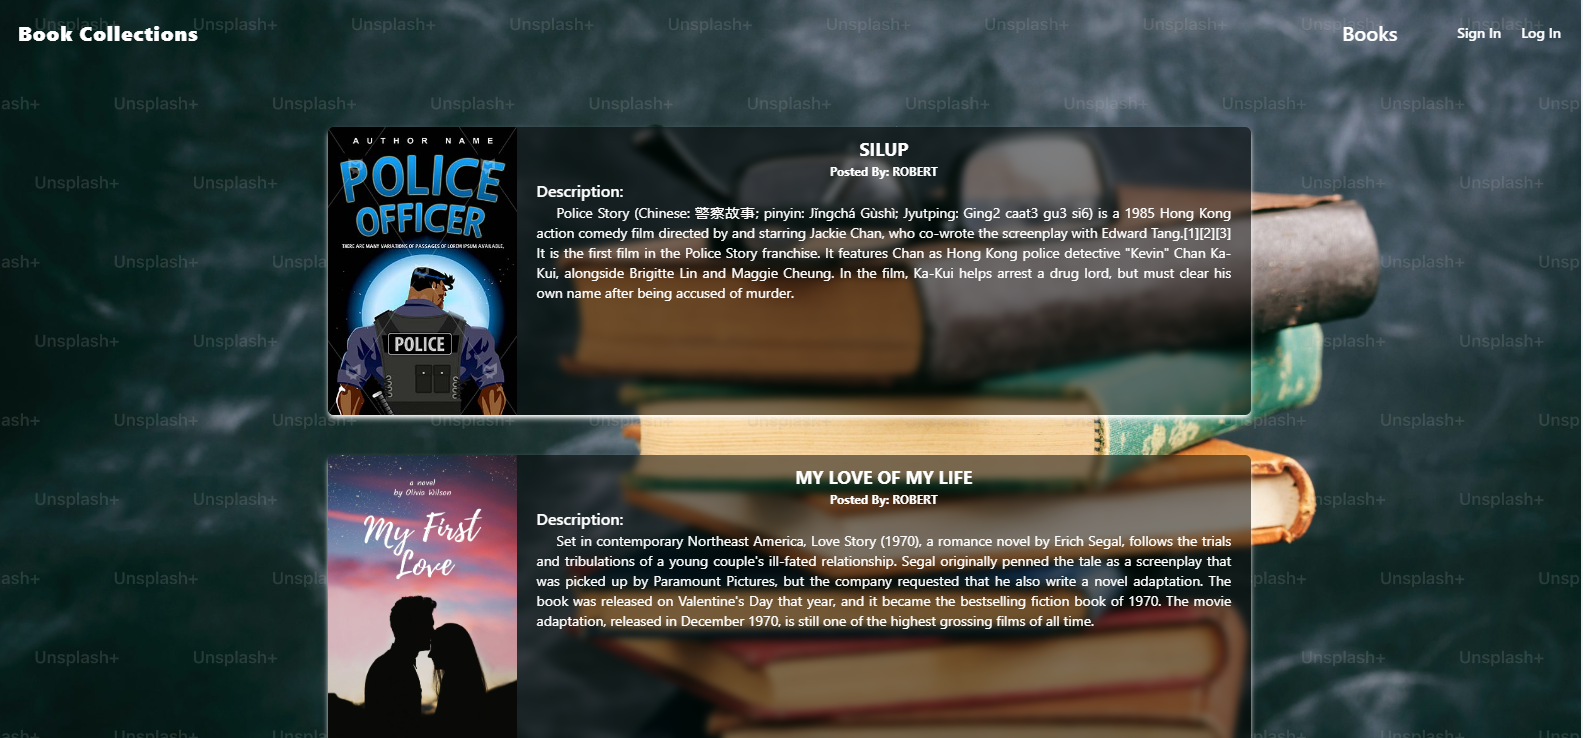 Book Collections
Books
Sign In
Log In
Unsplash+
AUTHOR NAME
POLICE
OFFICER
THERE ARE MANY VARIATIONS OF PASSAGES OF LOREM IPSUM AVAILABLE,
POLICE
SILUP
Posted By: ROBERT
Description:
Police Story (Chinese: 警察故事; pinyin: Jǐngchá Gùshì; Jyutping: Ging2 caat3 gu3 si6) is a 1985 Hong Kong
action comedy film directed by and starring Jackie Chan, who co-wrote the screenplay with Edward Tang.[1][2][3]
It is the first film in the Police Story franchise. It features Chan as Hong Kong police detective "Kevin" Chan Ka-
Kui, alongside Brigitte Lin and Maggie Cheung. In the film, Ka-Kui helps arrest a drug lord, but must clear his
own name after being accused of murder.
a novel
by Olivia Wilson
My First
Love
MY LOVE OF MY LIFE
Posted By: ROBERT
Description:
Set in contemporary Northeast America, Love Story (1970), a romance novel by Erich Segal, follows the trials
and tribulations of a young couple's ill-fated relationship. Segal originally penned the tale as a screenplay that
was picked up by Paramount Pictures, but the company requested that he also write a novel adaptation. The
book was released on Valentine's Day that year, and it became the bestselling fiction book of 1970. The movie
adaptation, released in December 1970, is still one of the highest grossing films of all time.